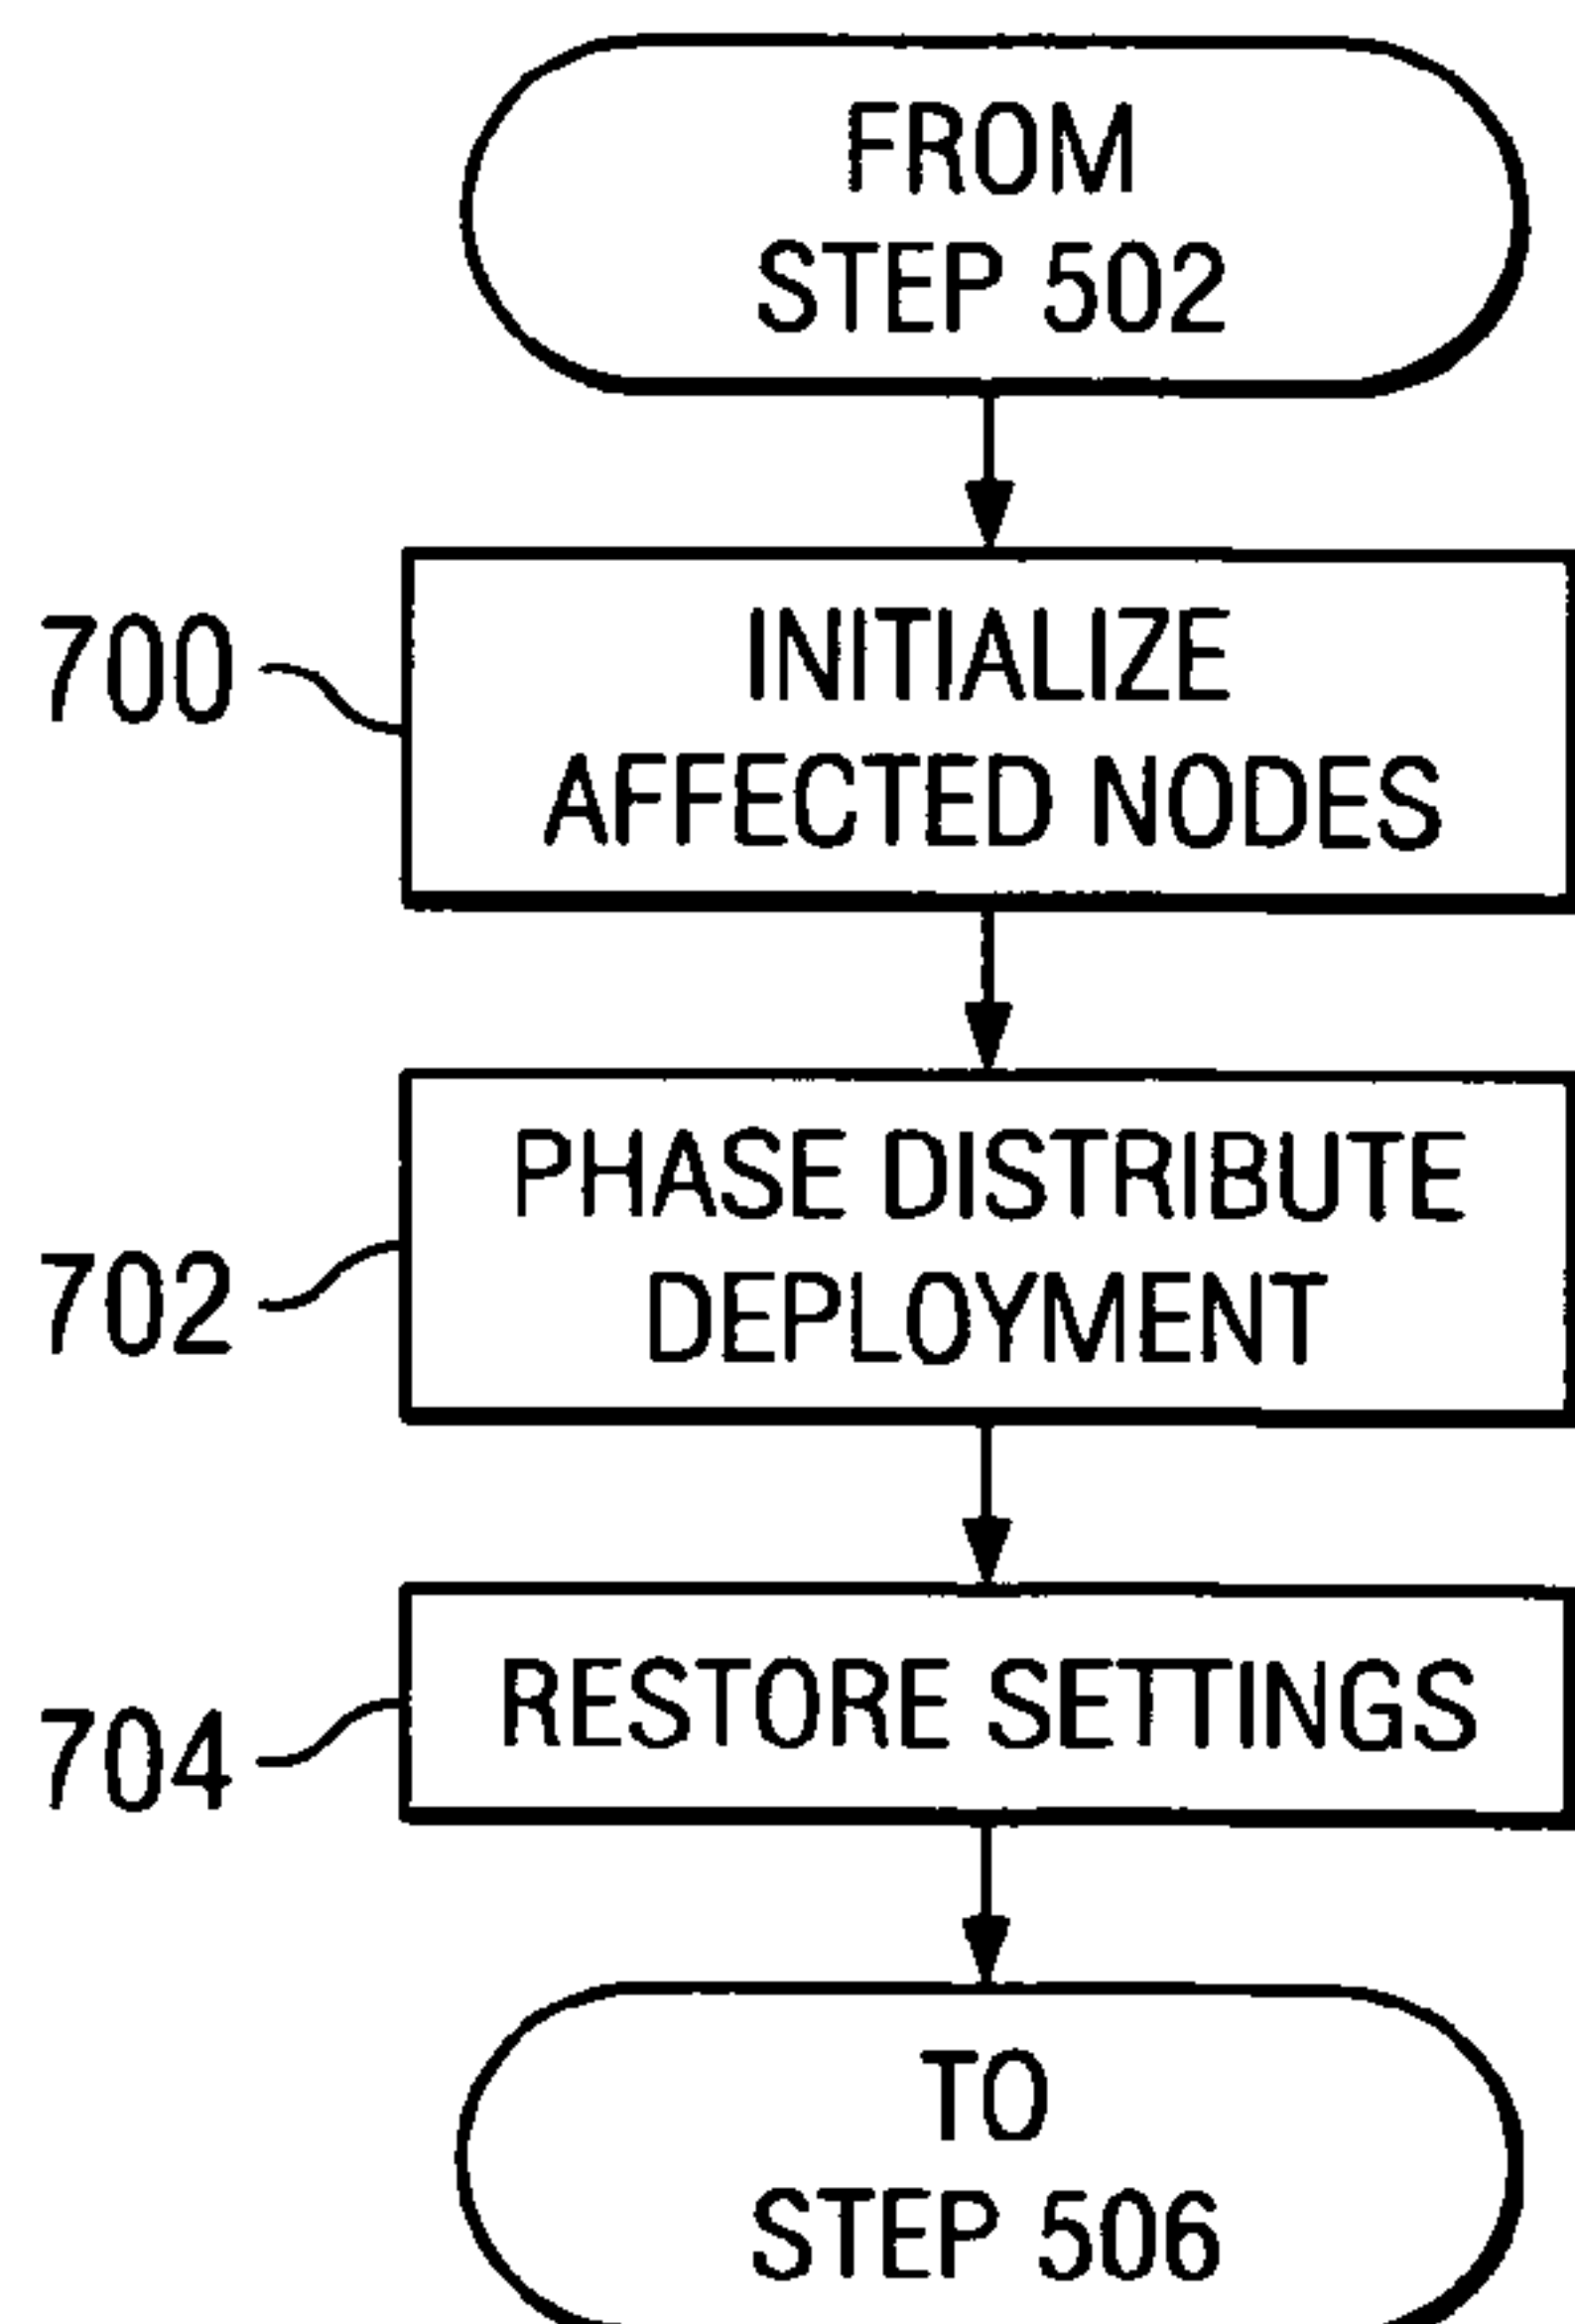 FROM
STEP 502
700
INITIALIZE
AFFECTED NODES
702
PHASE DISTRIBUTE
DEPLOYMENT
704
RESTORE SETTINGS
TO
STEP 506